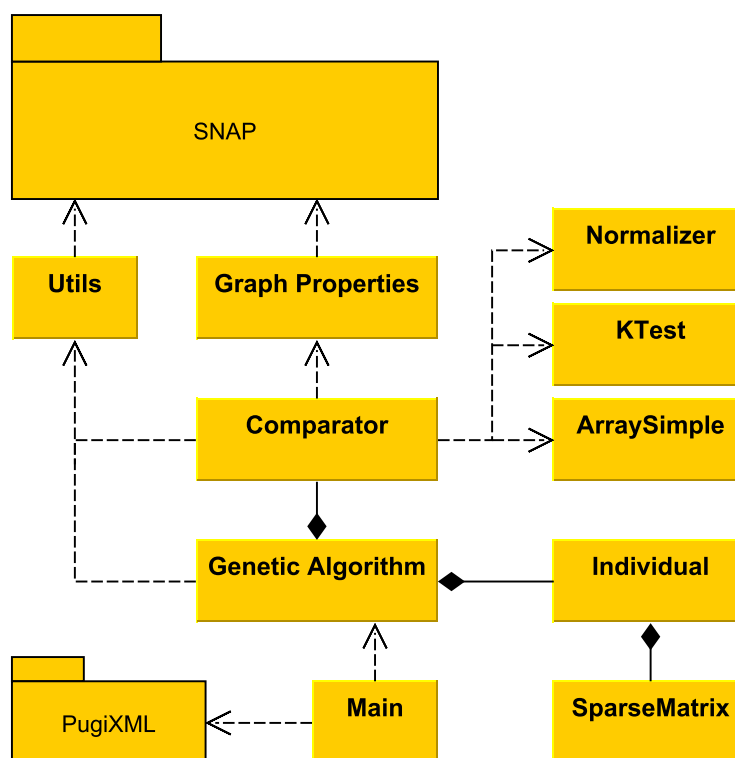 SNAP
Normalizer
Utils
Graph Properties
KTest
Comparator
ArraySimple
Genetic Algorithm
Individual
PugiXML
Main
SparseMatrix